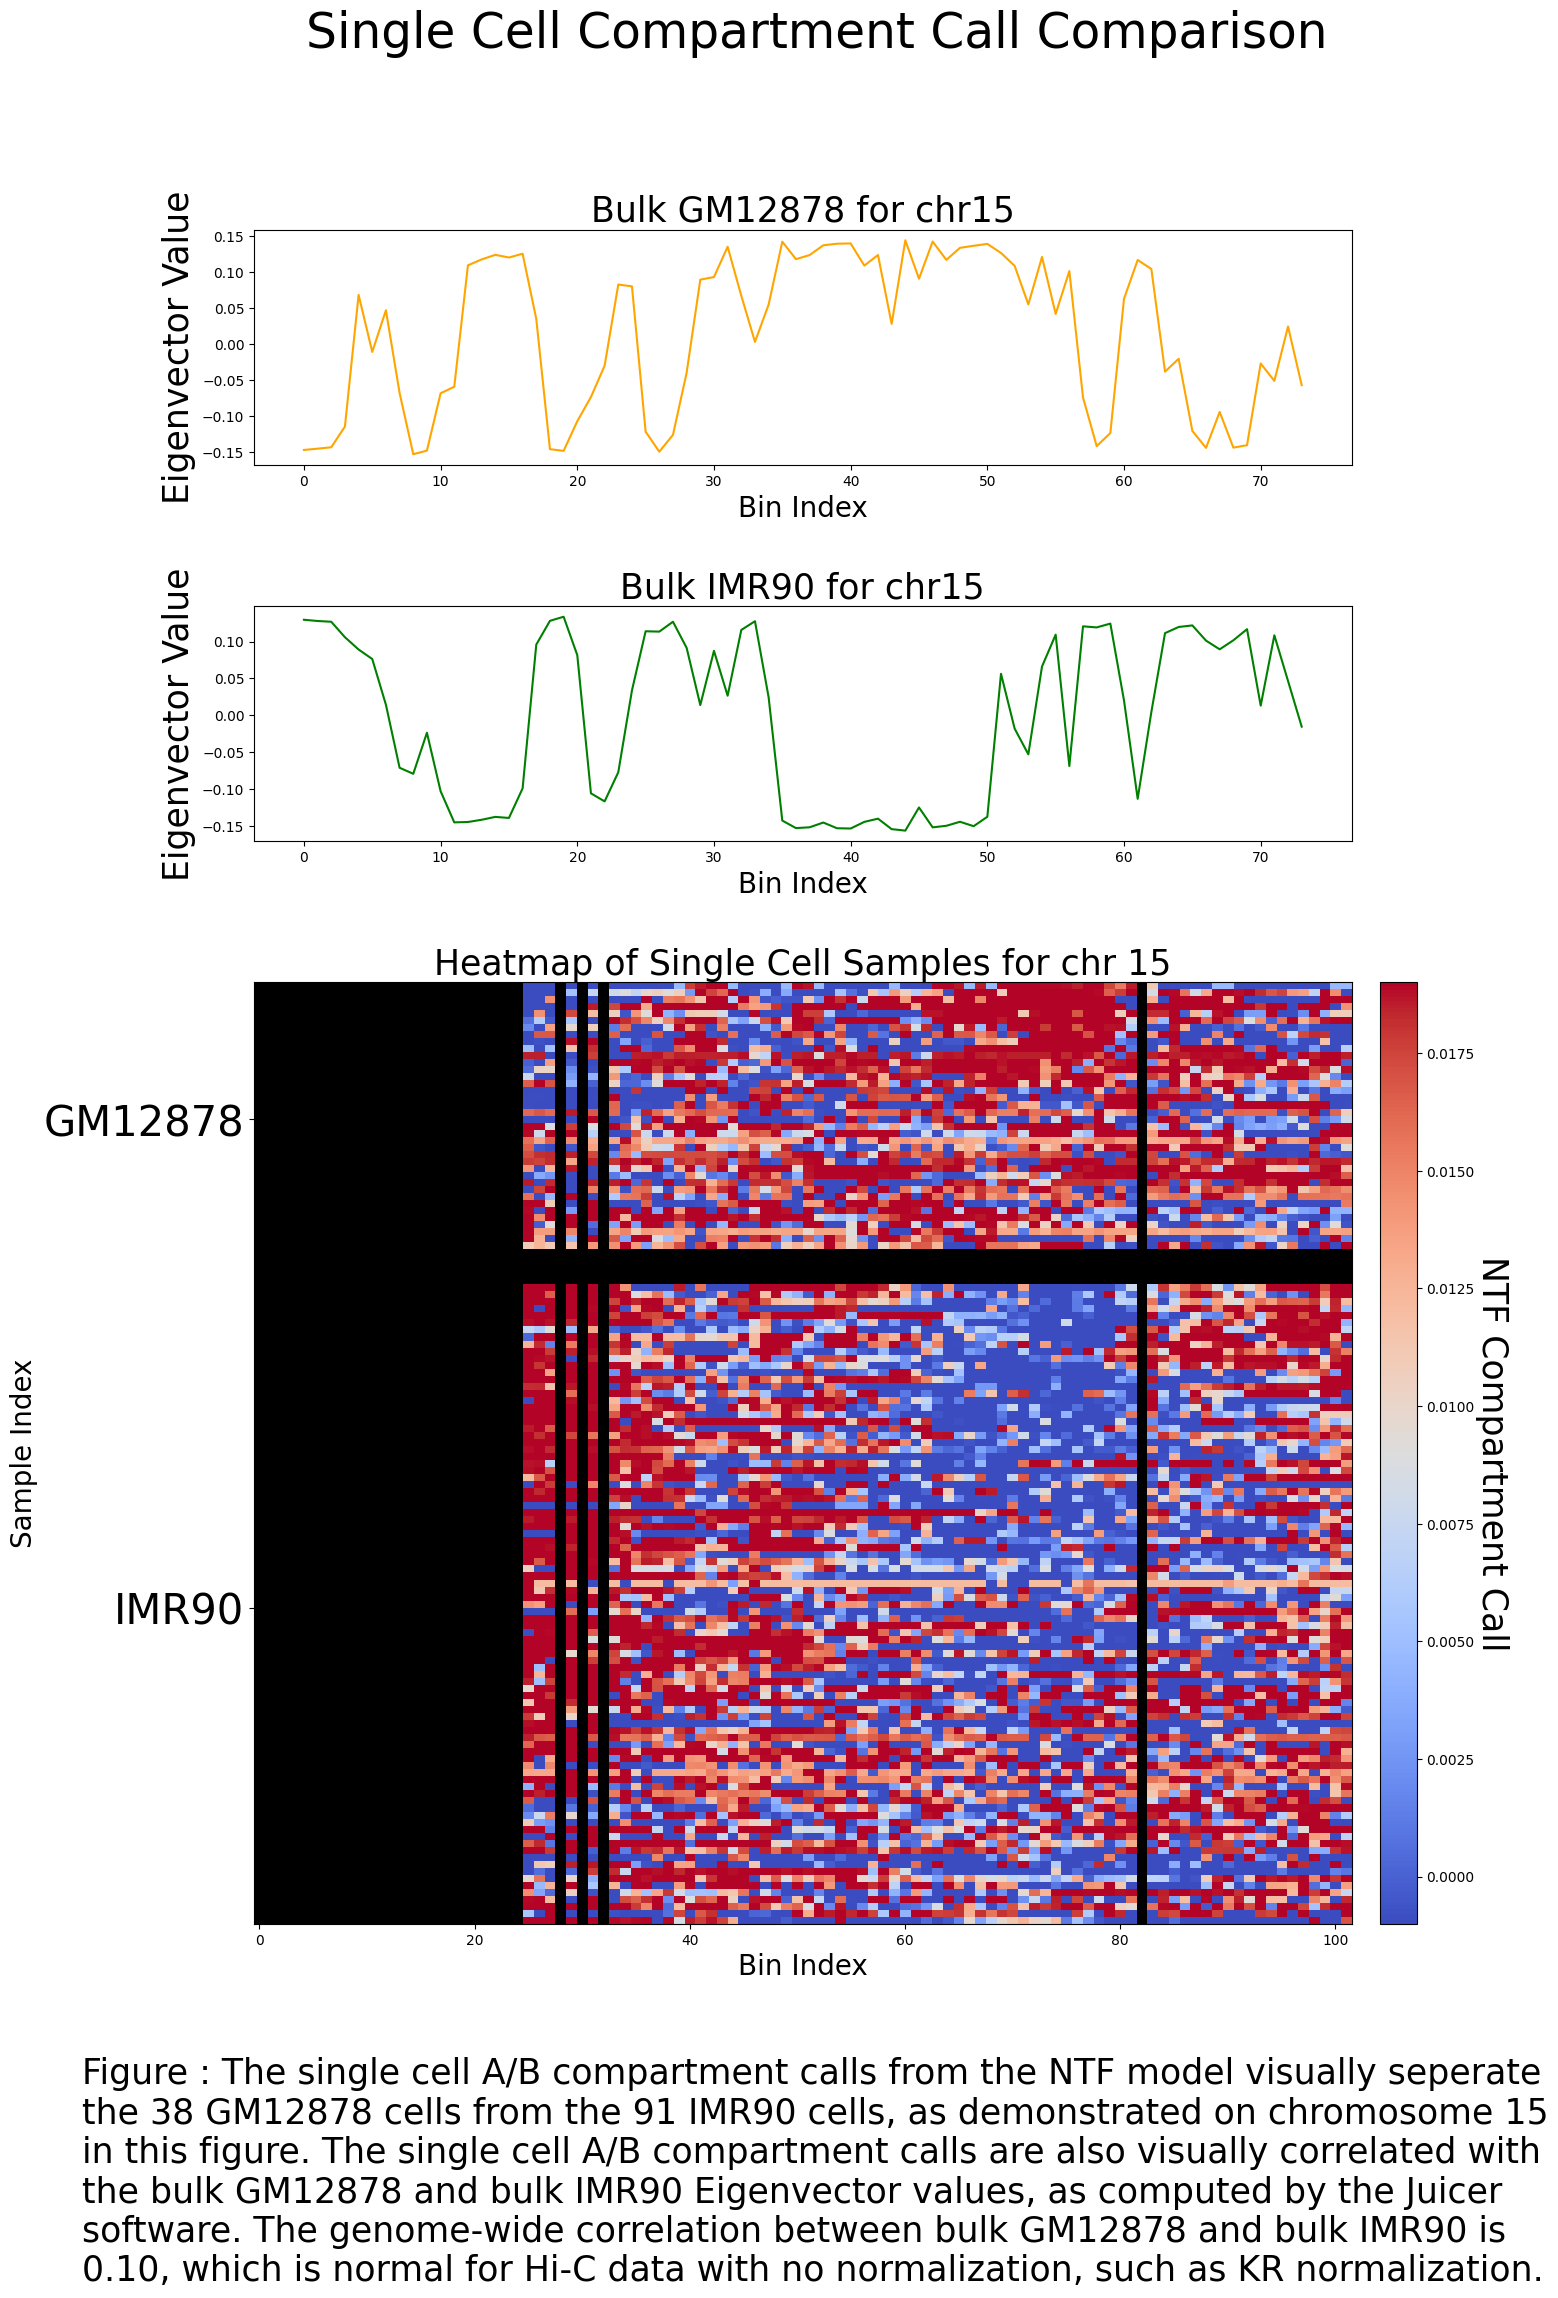 Single Cell Compartment Call Comparison
Bulk GM12878 for chr15
Eigenvector Value
0.15
0.10
0.05
0.00
−0.05
−0.10
−0.15
0 10 20 30 40 50 60 70
Bin Index
Bulk IMR90 for chr15
Eigenvector Value
0.10
0.05
0.00
−0.05
−0.10
−0.15
0 10 20 30 40 50 60 70
Bin Index
Heatmap of Single Cell Samples for chr 15
Sample Index
GM12878
IMR90
0 20 40 60 80 100
Bin Index
0.0175
0.0150
0.0125
0.0100
0.0075
0.0050
0.0025
0.0000
NTF Compartment Call
Figure : The single cell A/B compartment calls from the NTF model visually seperate
the 38 GM12878 cells from the 91 IMR90 cells, as demonstrated on chromosome 15
in this figure. The single cell A/B compartment calls are also visually correlated with
the bulk GM12878 and bulk IMR90 Eigenvector values, as computed by the Juicer
software. The genome-wide correlation between bulk GM12878 and bulk IMR90 is
0.10, which is normal for Hi-C data with no normalization, such as KR normalization.